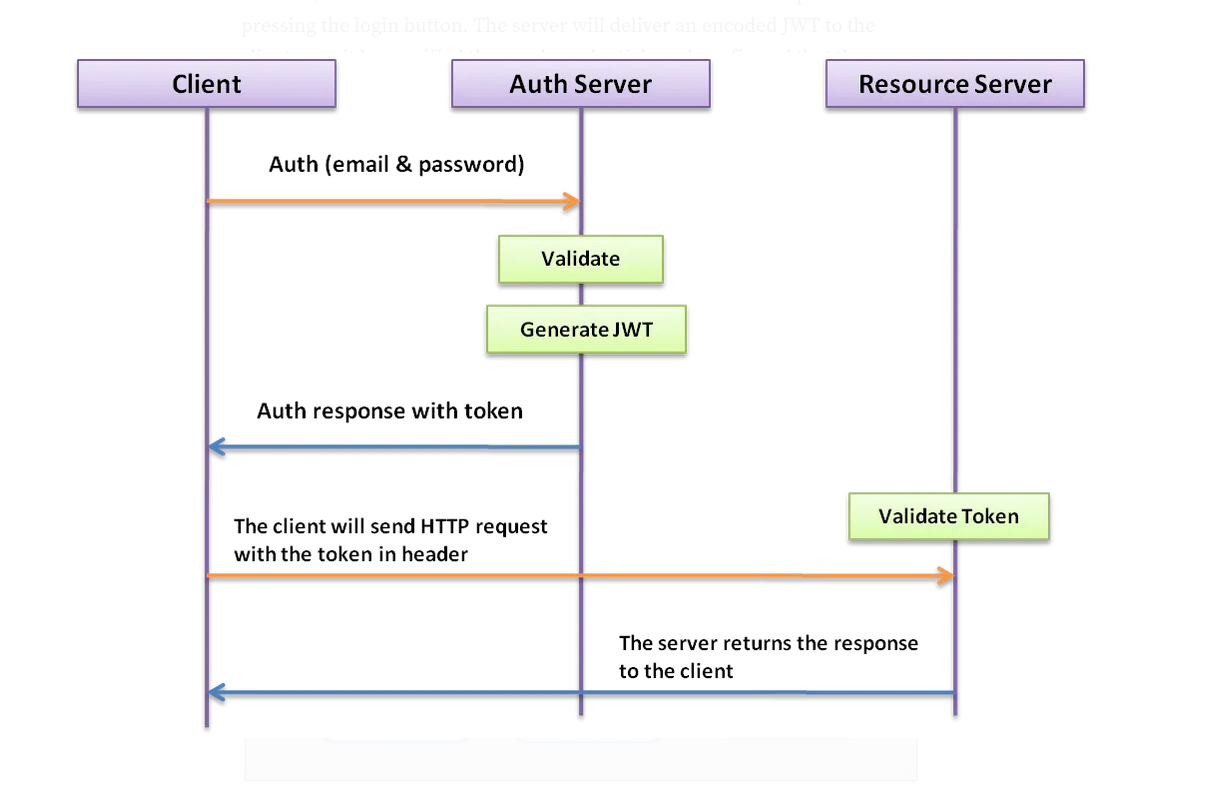 pressing the login button. The server will deliver an encoded JWT to the
Client
Auth Server
Resource Server
Auth (email & password)
Validate
Generate JWT
Auth response with token
Validate Token
The client will send HTTP request
with the token in header
The server returns the response
to the client